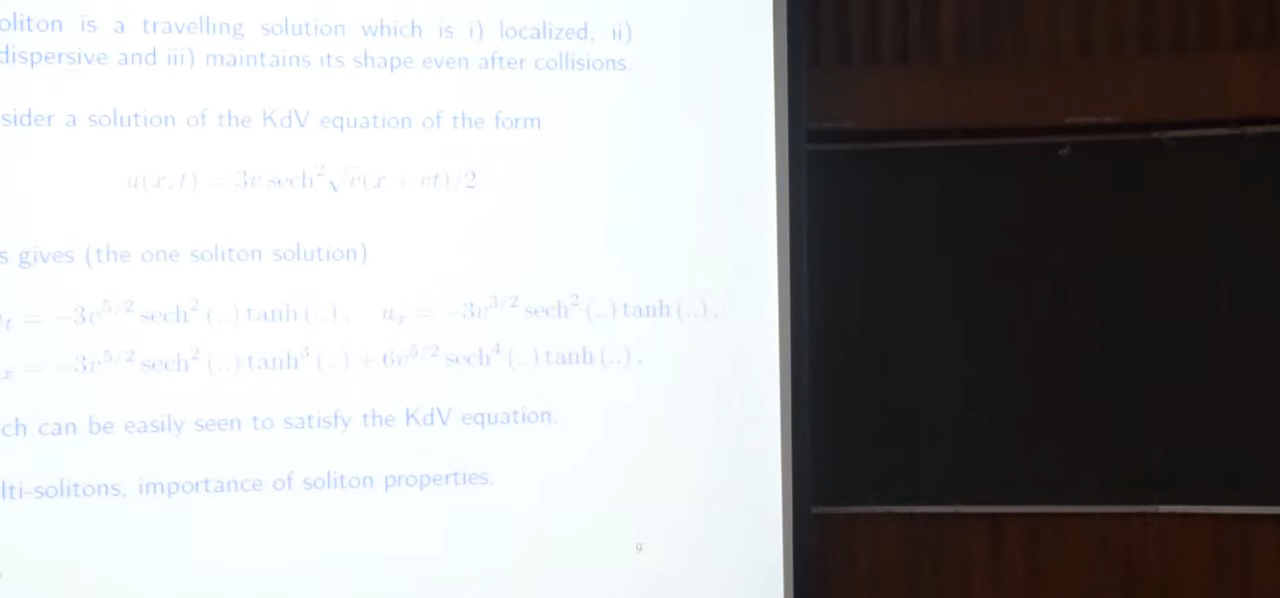 oliton is a travelling solution which is i) localized, ii)
dispersive and iii) maintains its shape even after collisions.
sider a solution of the KdV equation of the form
u(x, t) = 3v sech² √v(x + vt)/2
s gives (the one soliton solution)
t = −3v^{5/2} sech² (..) tanh (..), u_x = −3v^{3/2} sech² (..) tanh (..),
x = −3v^{5/2} sech² (..) tanh³ (..) + 6v^{5/2} sech⁴ (..) tanh (..).
ch can be easily seen to satisfy the KdV equation.
lti-solitons, importance of soliton properties.
9